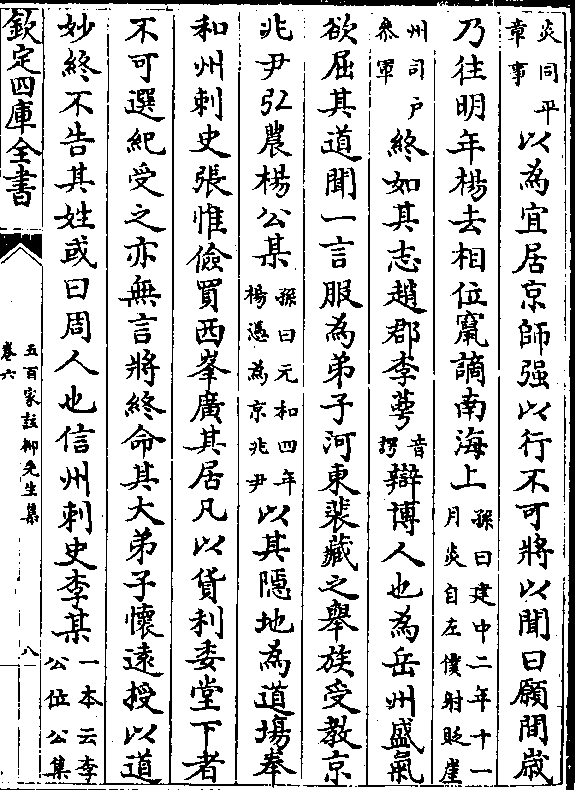 炎同平章事以為宜居京師强以行不可將以聞曰願間歲
乃往明年楊去相位竄謫南海上孫曰建中二年十一月炎自左僕射貶崖
州司户參軍終如其志趙郡李萼音諤辯博人也為岳州盛氣
欲屈其道聞一言服為弟子河東裴藏之舉族受教京
兆尹弘農楊公某孫曰元和四年楊憑為京兆尹以其隱地為道場奉
和州刺史張惟儉買西峯廣其居凡以貨利委堂下者
不可選紀受之亦無言將終命其大弟子懷遠授以道
妙終不告其姓或曰周人也信州刺史李某一本云李公位公集
欽定四庫全書
五百家註柳先生集
卷六
八